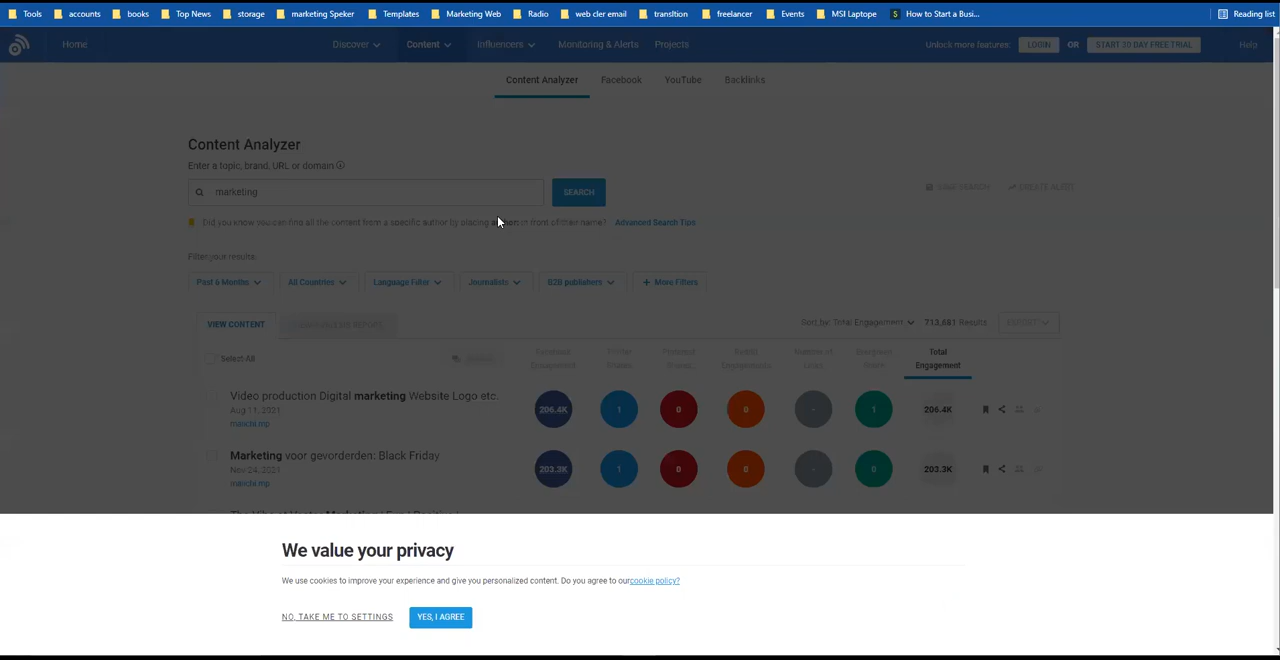 Tools accounts books Top News storage marketing Speker Templates Marketing Web Radio web cler email transltion freelancer Events MSI Laptope How to Start a Busi... Reading list
Home Discover Content Influencers Monitoring & Alerts Projects Unlock more features: LOGIN OR START 30 DAY FREE TRIAL Help
Content Analyzer Facebook YouTube Backlinks
Content Analyzer
Enter a topic, brand, URL or domain
marketing SEARCH
SAVE SEARCH CREATE ALERT
Did you know you can find all the content from a specific author by placing author: in front of their name? Advanced Search Tips
Filter your results:
Past 6 Months All Countries Language Filter Journalists B2B publishers + More Filters
VIEW CONTENT Sort by: Total Engagement 713,681 Results EXPORT
Select All
Total
Engagement
Video production Digital marketing Website Logo etc.
Aug 11, 2021
mailchi.mp
206.4K 1 0 0 - 1 206.4K
Marketing voor gevorderden: Black Friday
Nov 24, 2021
mailchi.mp
203.3K 1 0 0 - 0 203.3K
We value your privacy
We use cookies to improve your experience and give you personalized content. Do you agree to our cookie policy?
NO, TAKE ME TO SETTINGS YES, I AGREE